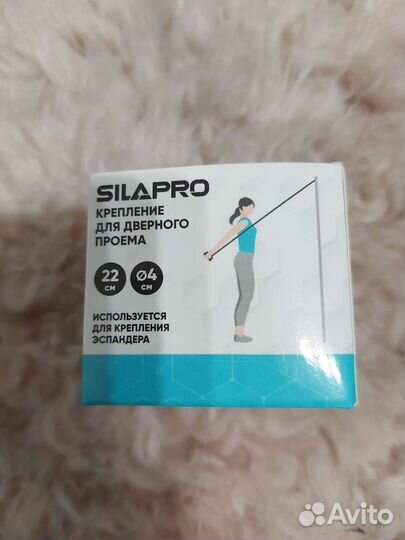 SILAPRO
КРЕПЛЕНИЕ
ДЛЯ ДВЕРНОГО
ПРОЕМА
22
СМ
Ø4
СМ
ИСПОЛЬЗУЕТСЯ
ДЛЯ КРЕПЛЕНИЯ
ЭСПАНДЕРА
Avito